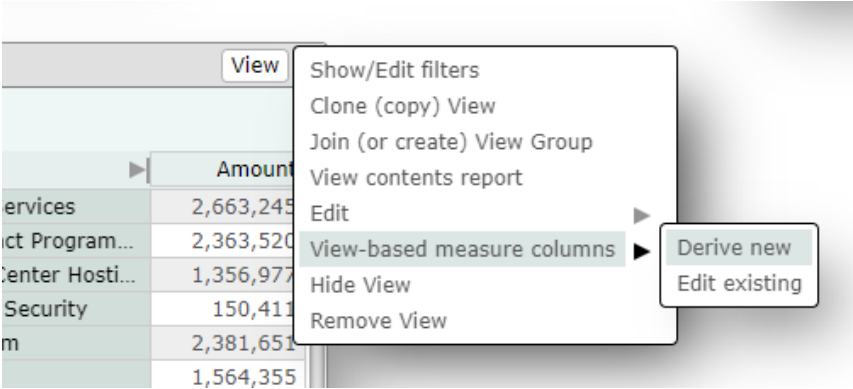 View
Show/Edit filters
Clone (copy) View
Join (or create) View Group
View contents report
Edit
View-based measure columns
Hide View
Remove View
Derive new
Edit existing
Amount
ervices 2,663,245
ct Program... 2,363,520
Center Hosti... 1,356,977
Security 150,411
m 2,381,651
1,564,355